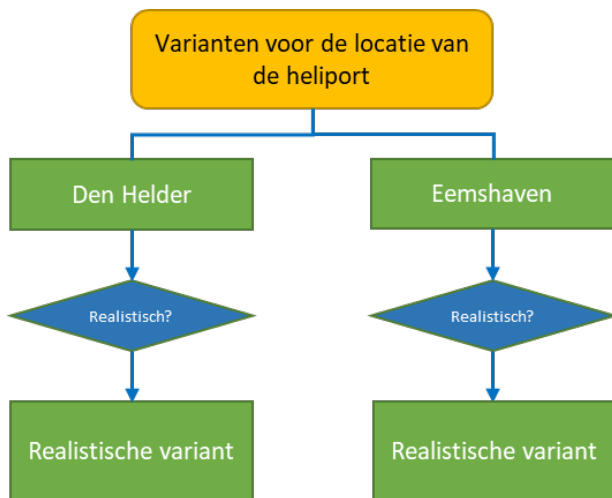 Varianten voor de locatie van
de heliport
Den Helder
Eemshaven
Realistisch?
Realistisch?
Realistische variant
Realistische variant